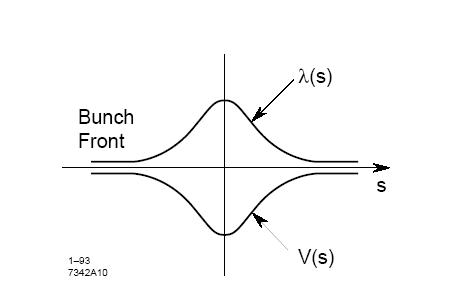 λ(s)
Bunch
Front
s
V(s)
1–93
7342A10